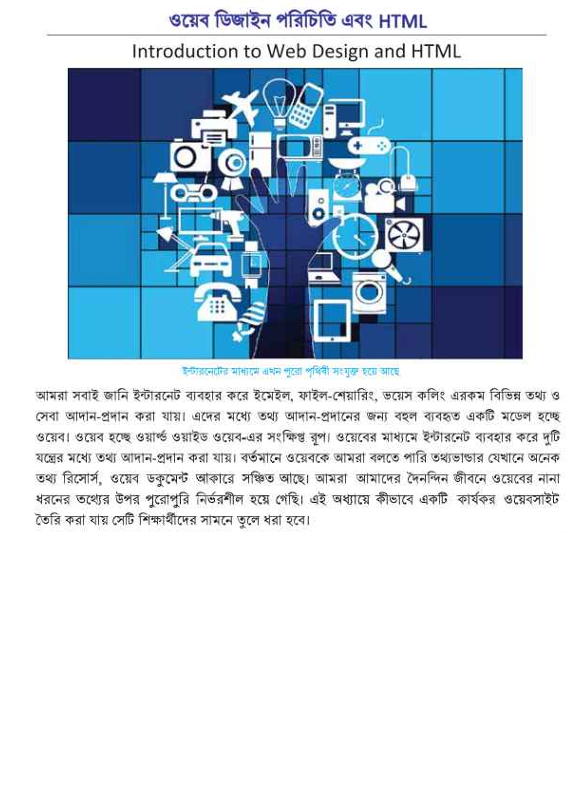 ওয়েব ডিজাইন পরিচিতি এবং HTML
Introduction to Web Design and HTML
ইন্টারনেটের মাধ্যমে এখন পুরো পৃথিবী সংযুক্ত হয়ে আছে
আমরা সবাই জানি ইন্টারনেট ব্যবহার করে ইমেইল, ফাইল-শেয়ারিং, ভয়েস কলিং এরকম বিভিন্ন তথ্য ও
সেবা আদান-প্রদান করা যায়। এদের মধ্যে তথ্য আদান-প্রদানের জন্য বহুল ব্যবহৃত একটি মডেল হচ্ছে
ওয়েব। ওয়েব হচ্ছে ওয়ার্ল্ড ওয়াইড ওয়েব-এর সংক্ষিপ্ত রূপ। ওয়েবের মাধ্যমে ইন্টারনেট ব্যবহার করে দুটি
যন্ত্রের মধ্যে তথ্য আদান-প্রদান করা যায়। বর্তমানে ওয়েবকে আমরা বলতে পারি তথ্যভান্ডার যেখানে অনেক
তথ্য রিসোর্স, ওয়েব ডকুমেন্ট আকারে সঞ্চিত আছে। আমরা আমাদের দৈনন্দিন জীবনে ওয়েবের নানা
ধরনের তথ্যের উপর পুরোপুরি নির্ভরশীল হয়ে গেছি। এই অধ্যায়ে কীভাবে একটি কার্যকর ওয়েবসাইট
তৈরি করা যায় সেটি শিক্ষার্থীদের সামনে তুলে ধরা হবে।